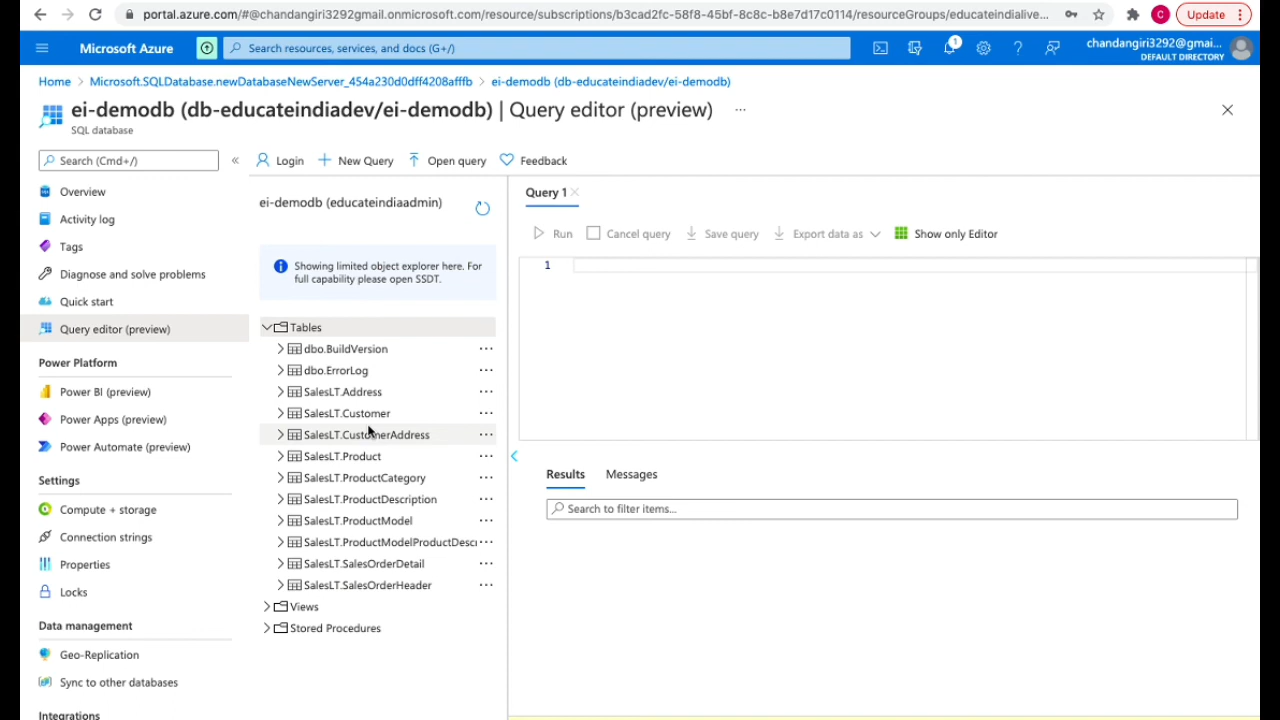 portal.azure.com/#@chandangiri3292gmail.onmicrosoft.com/resource/subscriptions/b3cad2fc-58f8-45bf-8c8c-b8e7d17c0114/resourceGroups/educateindialive...
C
Update
Microsoft Azure
Search resources, services, and docs (G+/)
1
chandangiri3292@gmai...
DEFAULT DIRECTORY
Home > Microsoft.SQLDatabase.newDatabaseNewServer_454a230d0dff4208afffb > ei-demodb (db-educateindiadev/ei-demodb)
ei-demodb (db-educateindiadev/ei-demodb) | Query editor (preview) ...
SQL database
Search (Cmd+/)
«
Login
New Query
Open query
Feedback
Overview
Activity log
Tags
Diagnose and solve problems
Quick start
Query editor (preview)
Power Platform
Power BI (preview)
Power Apps (preview)
Power Automate (preview)
Settings
Compute + storage
Connection strings
Properties
Locks
Data management
Geo-Replication
Sync to other databases
Integrations
ei-demodb (educateindiaadmin)
Showing limited object explorer here. For
full capability please open SSDT.
Tables
dbo.BuildVersion ...
dbo.ErrorLog ...
SalesLT.Address ...
SalesLT.Customer ...
SalesLT.CustomerAddress ...
SalesLT.Product ...
SalesLT.ProductCategory ...
SalesLT.ProductDescription ...
SalesLT.ProductModel ...
SalesLT.ProductModelProductDescr ...
SalesLT.SalesOrderDetail ...
SalesLT.SalesOrderHeader ...
Views
Stored Procedures
Query 1
Run
Cancel query
Save query
Export data as
Show only Editor
1
Results
Messages
Search to filter items...